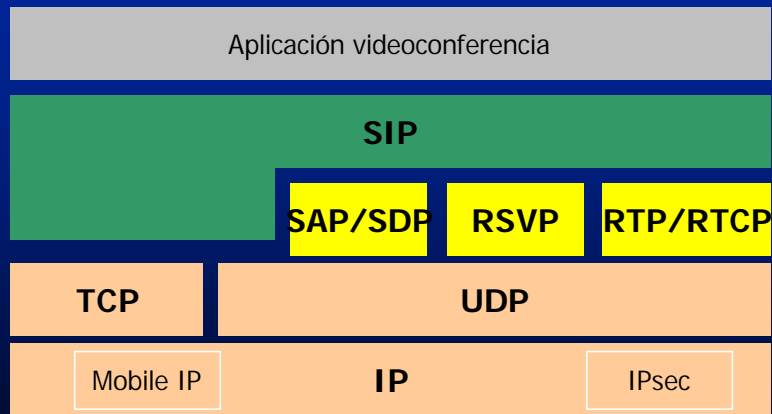 Aplicación videoconferencia
SIP
SAP/SDP RSVP RTP/RTCP
TCP UDP
Mobile IP IP IPsec